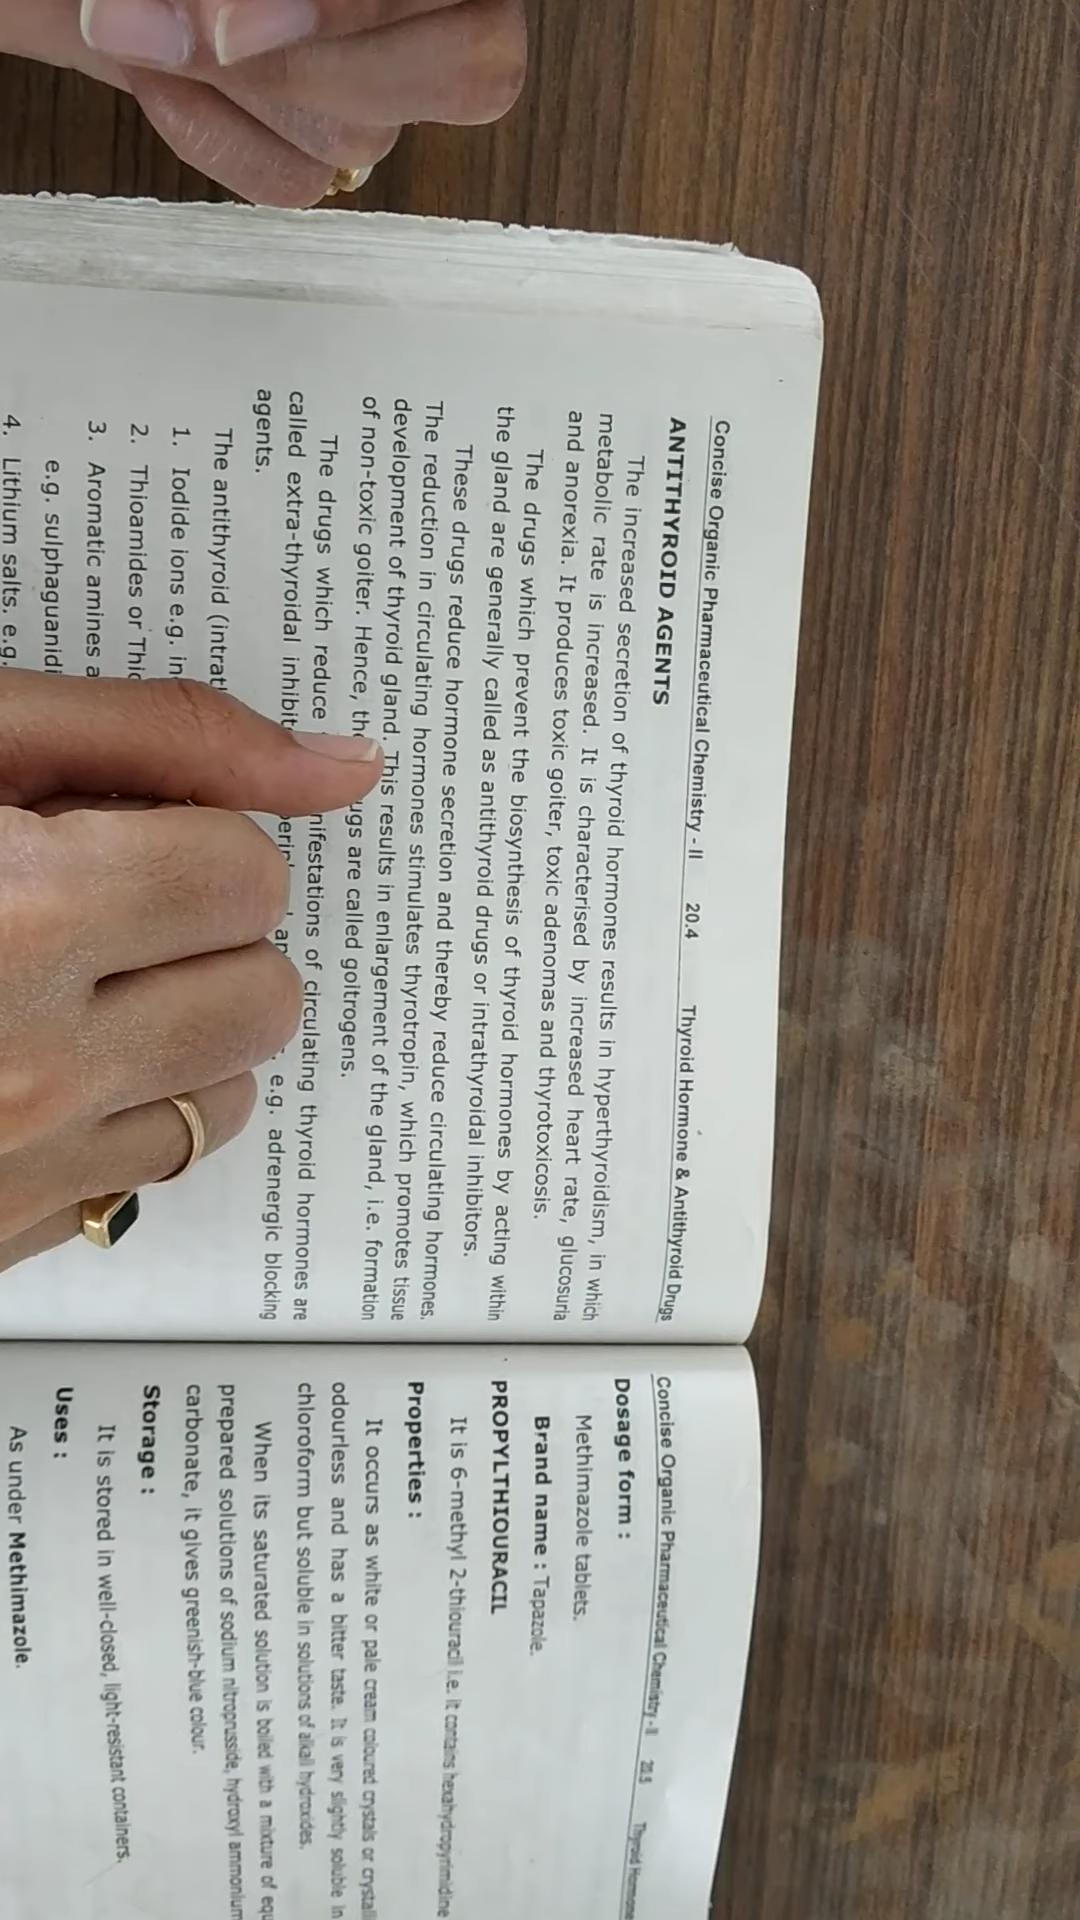 Concise Organic Pharmaceutical Chemistry - II 20.4 Thyroid Hormone & Antithyroid Drugs
ANTITHYROID AGENTS
The increased secretion of thyroid hormones results in hyperthyroidism, in which
metabolic rate is increased. It is characterised by increased heart rate, glucosuria
and anorexia. It produces toxic goiter, toxic adenomas and thyrotoxicosis.
The drugs which prevent the biosynthesis of thyroid hormones by acting within
the gland are generally called as antithyroid drugs or intrathyroidal inhibitors.
These drugs reduce hormone secretion and thereby reduce circulating hormones.
The reduction in circulating hormones stimulates thyrotropin, which promotes tissue
development of thyroid gland. This results in enlargement of the gland, i.e. formation
of non-toxic goiter. Hence, ugs are called goitrogens.
The drugs which reduce nifestations of circulating thyroid hormones are
called extra-thyroidal e.g. adrenergic blocking
agents.
The antithyroid (intrat
1. Iodide ions e.g. in
2. Thioamides or Thio
3. Aromatic amines a
e.g. sulphaguanidi
4. Lithium salts. e.g.
Concise Organic Pharmaceutical Chemistry - II 20.5 Thyroid Hormone
Dosage form :
Methimazole tablets.
Brand name : Tapazole.
PROPYLTHIOURACIL
It is 6-methyl 2-thiouracil i.e. it contains hexahydropyrimidine
Properties :
It occurs as white or pale cream coloured crystals or crystall
odourless and has a bitter taste. It is very slightly soluble in
chloroform but soluble in solutions of alkali hydroxides.
When its saturated solution is boiled with a mixture of equ
prepared solutions of sodium nitroprusside, hydroxyl ammonium
carbonate, it gives greenish-blue colour.
Storage :
It is stored in well-closed, light-resistant containers.
Uses :
As under Methimazole.